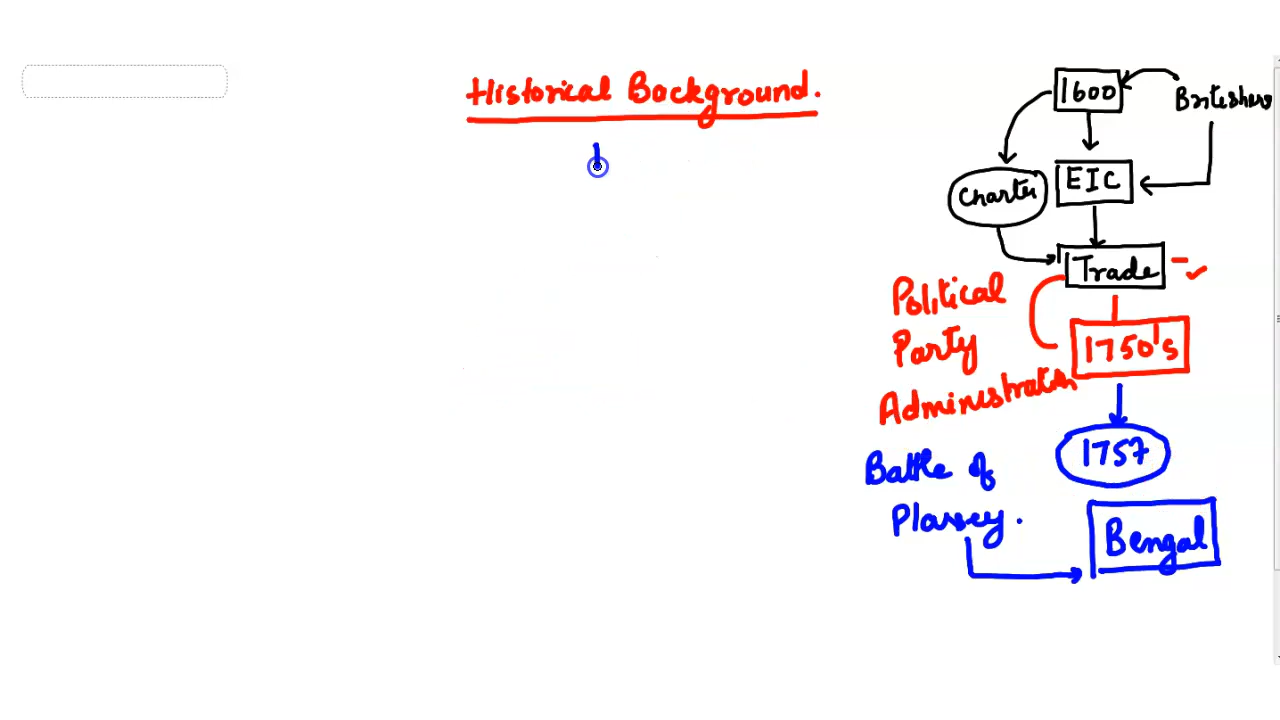 Historical Background.
1600
Britishers
Charter
EIC
Trade
Political
Party
Administration
1750's
1757
Battle of
Plassey.
Bengal